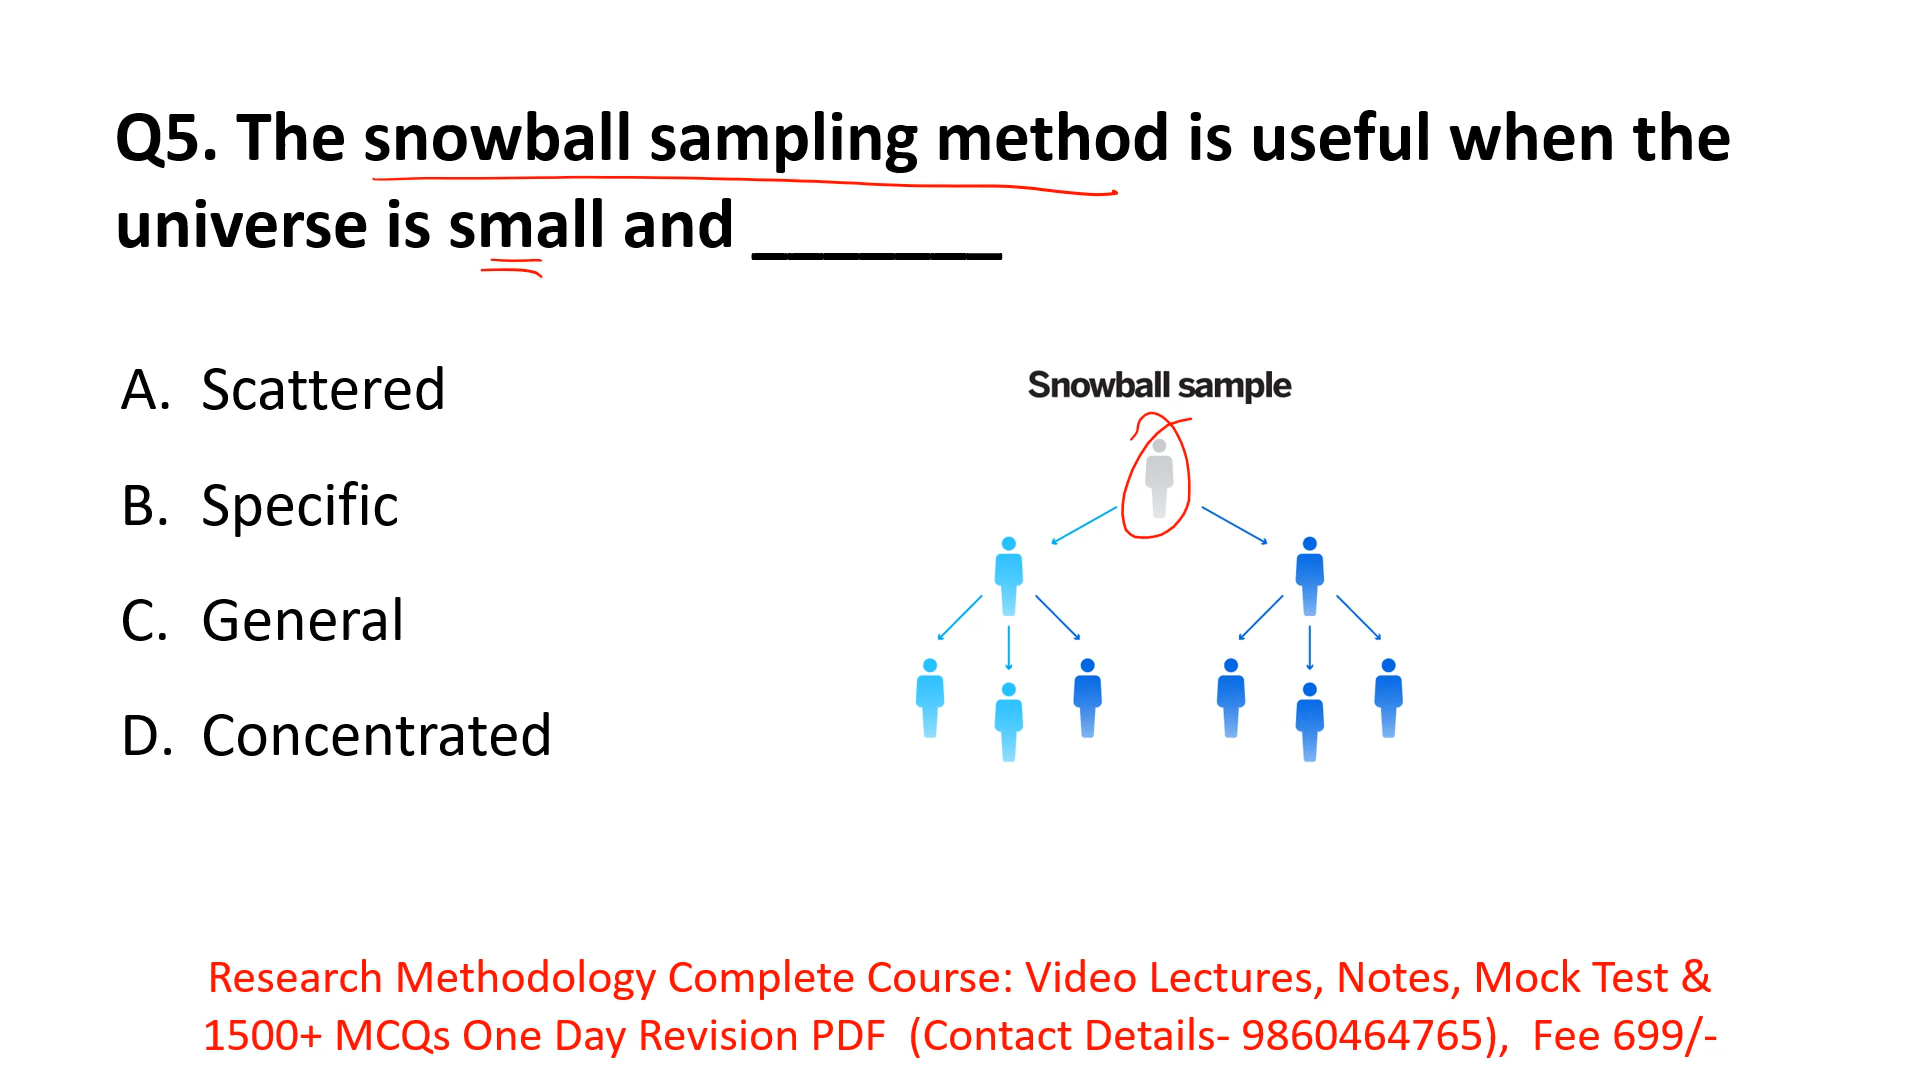 Q5. The snowball sampling method is useful when the
universe is small and _______
A. Scattered
B. Specific
C. General
D. Concentrated
Snowball sample
Research Methodology Complete Course: Video Lectures, Notes, Mock Test &
1500+ MCQs One Day Revision PDF (Contact Details- 9860464765), Fee 699/-